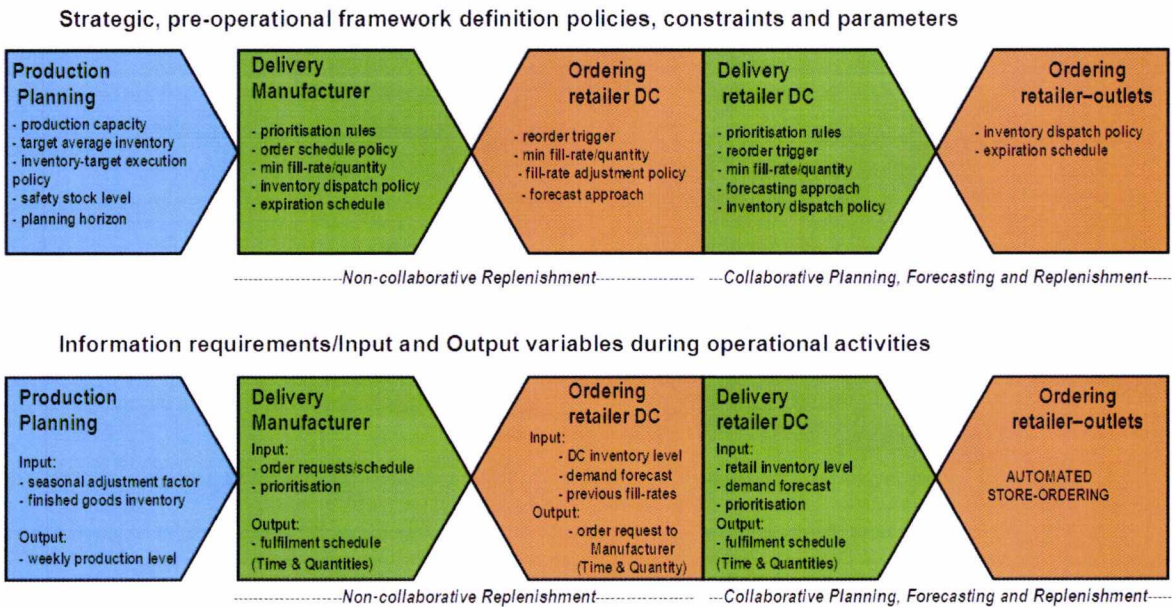 Strategic, pre-operational framework definition policies, constraints and parameters
Production
Planning
- production capacity
- target average inventory
- inventory-target execution
policy
- safety stock level
- planning horizon
Delivery
Manufacturer
- prioritisation rules
- order schedule policy
- min fill-rate/quantity
- inventory dispatch policy
- expiration schedule
Ordering
retailer DC
- reorder trigger
- min fill-rate/quantity
- fill-rate adjustment policy
- forecast approach
Delivery
retailer DC
- prioritisation rules
- reorder trigger
- min fill-rate/quantity
- forecasting approach
- inventory dispatch policy
Ordering
retailer–outlets
- inventory dispatch policy
- expiration schedule
Non-collaborative Replenishment
Collaborative Planning, Forecasting and Replenishment
Information requirements/Input and Output variables during operational activities
Production
Planning
Input:
- seasonal adjustment factor
- finished goods inventory
Output:
- weekly production level
Delivery
Manufacturer
Input:
- order requests/schedule
- prioritisation
Output:
- fulfilment schedule
(Time & Quantities)
Ordering
retailer DC
Input:
- DC inventory level
- demand forecast
- previous fill-rates
Output:
- order request to
Manufacturer
(Time & Quantity)
Delivery
retailer DC
Input:
- retail inventory level
- demand forecast
- prioritisation
Output:
- fulfilment schedule
(Time & Quantities)
Ordering
retailer–outlets
AUTOMATED
STORE-ORDERING
Non-collaborative Replenishment
Collaborative Planning, Forecasting and Replenishment